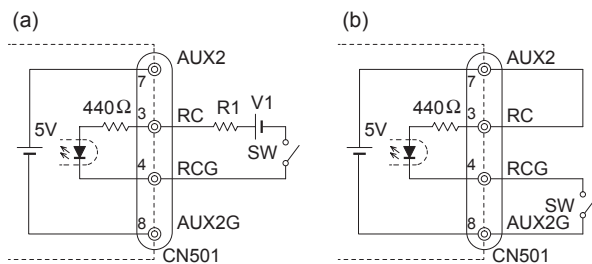 (a)
AUX2
7
440Ω
3
RC
R1
V1
5V
SW
4
RCG
8
AUX2G
CN501
(b)
AUX2
7
440Ω
3
RC
5V
4
RCG
SW
8
AUX2G
CN501